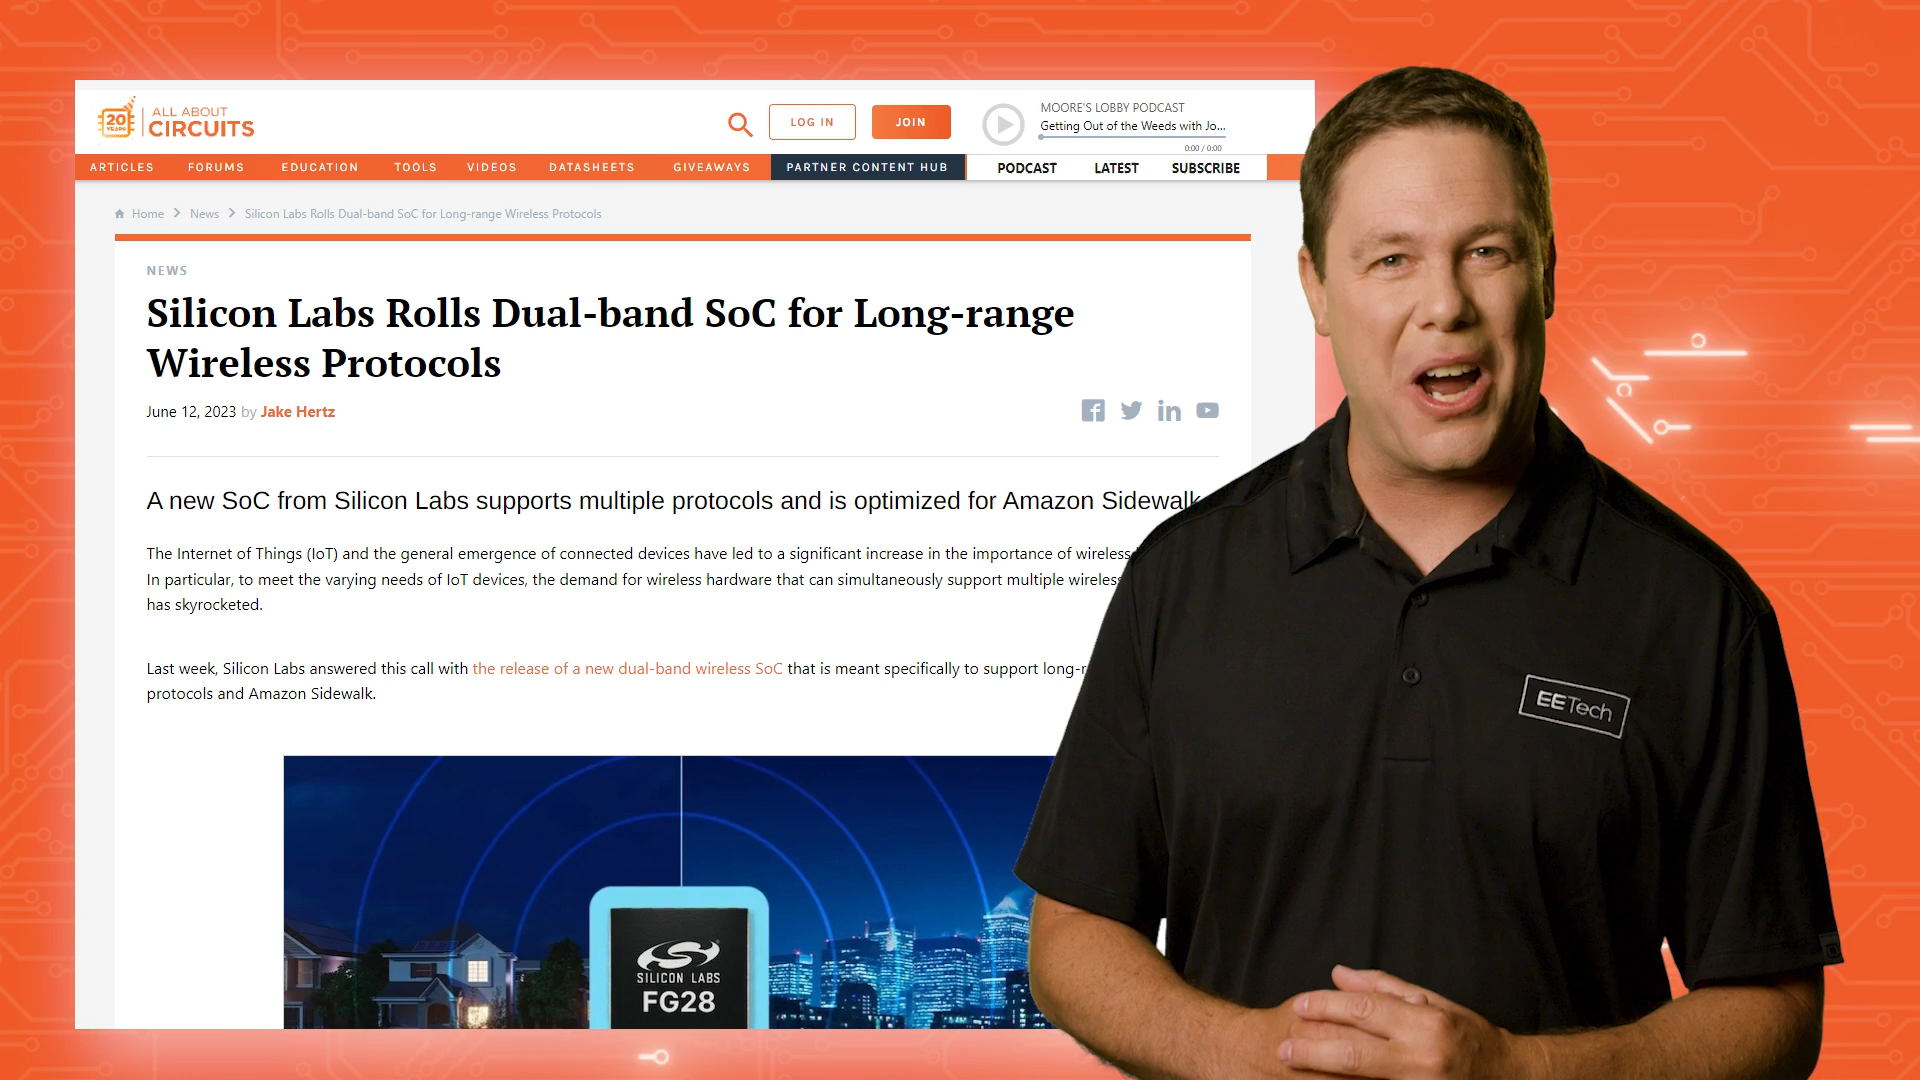 20
YEARS
ALL ABOUT
CIRCUITS
LOG IN
JOIN
MOORE'S LOBBY PODCAST
Getting Out of the Weeds with Jo...
0:00 / 0:00
ARTICLES FORUMS EDUCATION TOOLS VIDEOS DATASHEETS GIVEAWAYS PARTNER CONTENT HUB PODCAST LATEST SUBSCRIBE
Home News Silicon Labs Rolls Dual-band SoC for Long-range Wireless Protocols
NEWS
Silicon Labs Rolls Dual-band SoC for Long-range
Wireless Protocols
June 12, 2023 by Jake Hertz
A new SoC from Silicon Labs supports multiple protocols and is optimized for Amazon Sidewalk
The Internet of Things (IoT) and the general emergence of connected devices have led to a significant increase in the importance of wireless
In particular, to meet the varying needs of IoT devices, the demand for wireless hardware that can simultaneously support multiple wireless
has skyrocketed.
Last week, Silicon Labs answered this call with the release of a new dual-band wireless SoC that is meant specifically to support long-r
protocols and Amazon Sidewalk.
SILICON LABS
FG28
EETech